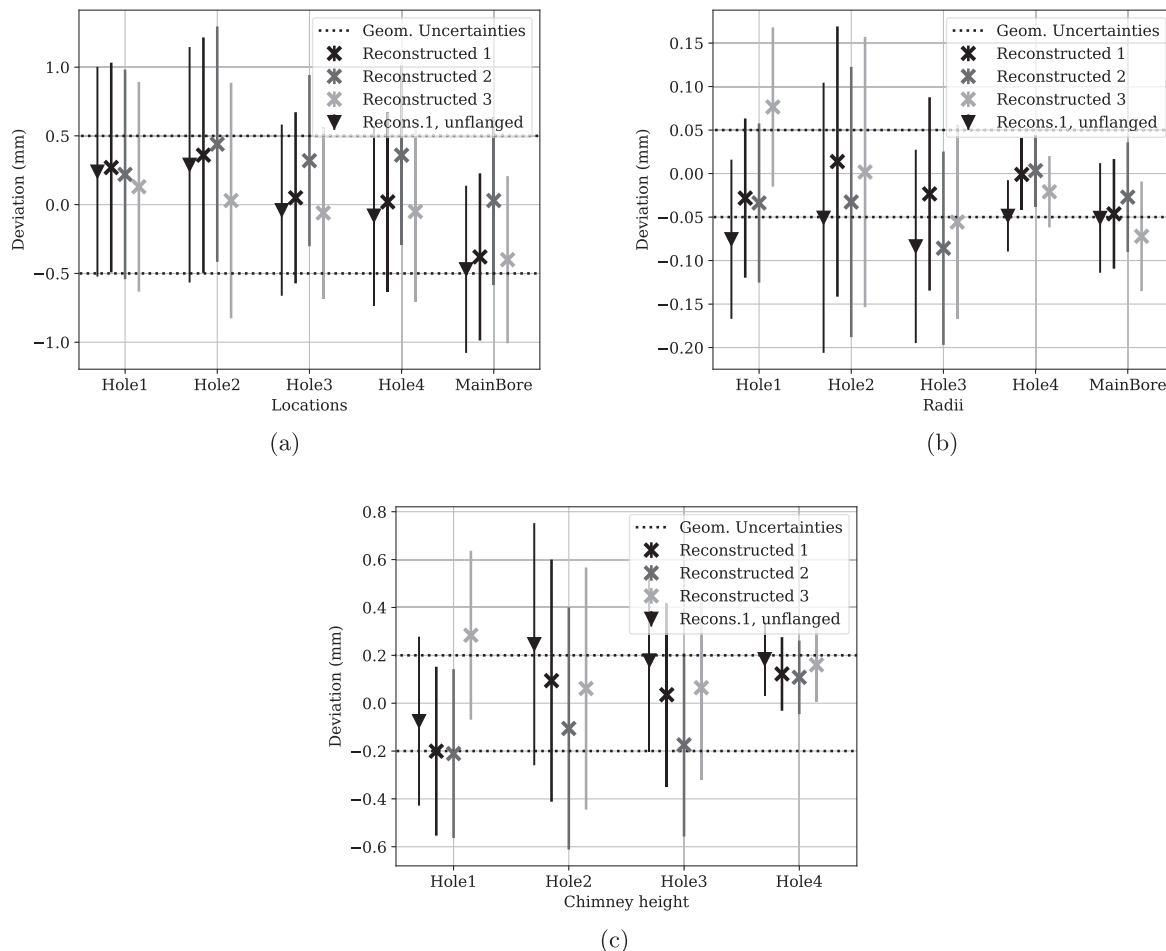 Geom. Uncertainties
Reconstructed 1
Reconstructed 2
Reconstructed 3
Recons.1, unflanged
1.0
0.5
0.0
−0.5
−1.0
Deviation (mm)
Hole1 Hole2 Hole3 Hole4 MainBore
Locations
(a)
Geom. Uncertainties
Reconstructed 1
Reconstructed 2
Reconstructed 3
Recons.1, unflanged
0.15
0.10
0.05
0.00
−0.05
−0.10
−0.15
−0.20
Deviation (mm)
Hole1 Hole2 Hole3 Hole4 MainBore
Radii
(b)
Geom. Uncertainties
Reconstructed 1
Reconstructed 2
Reconstructed 3
Recons.1, unflanged
0.8
0.6
0.4
0.2
0.0
−0.2
−0.4
−0.6
Deviation (mm)
Hole1 Hole2 Hole3 Hole4
Chimney height
(c)